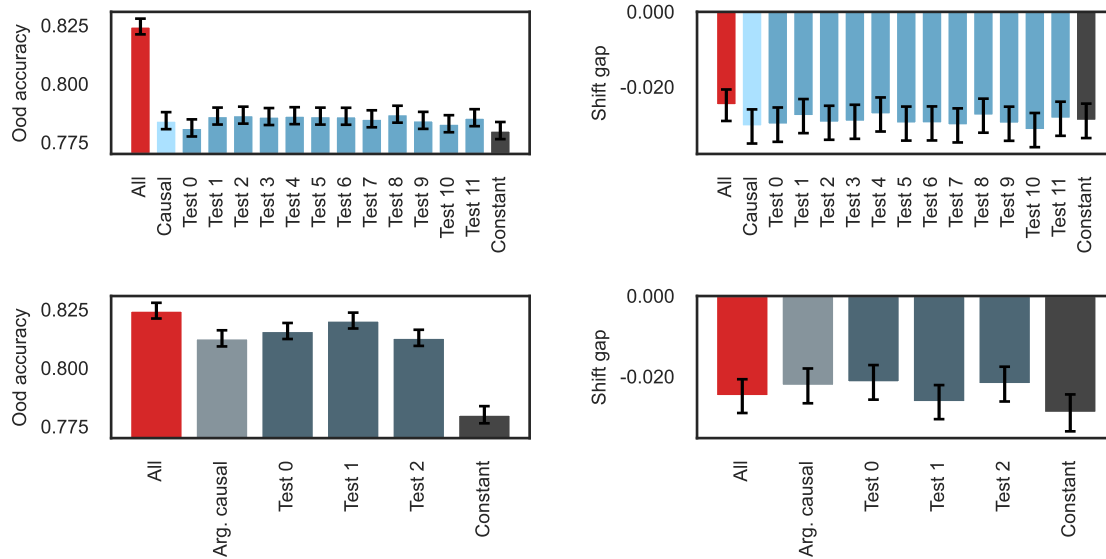 Ood accuracy
0.825
0.800
0.775
All
Causal
Test 0
Test 1
Test 2
Test 3
Test 4
Test 5
Test 6
Test 7
Test 8
Test 9
Test 10
Test 11
Constant
Shift gap
0.000
-0.020
All
Causal
Test 0
Test 1
Test 2
Test 3
Test 4
Test 5
Test 6
Test 7
Test 8
Test 9
Test 10
Test 11
Constant
Ood accuracy
0.825
0.800
0.775
All
Arg. causal
Test 0
Test 1
Test 2
Constant
Shift gap
0.000
-0.020
All
Arg. causal
Test 0
Test 1
Test 2
Constant